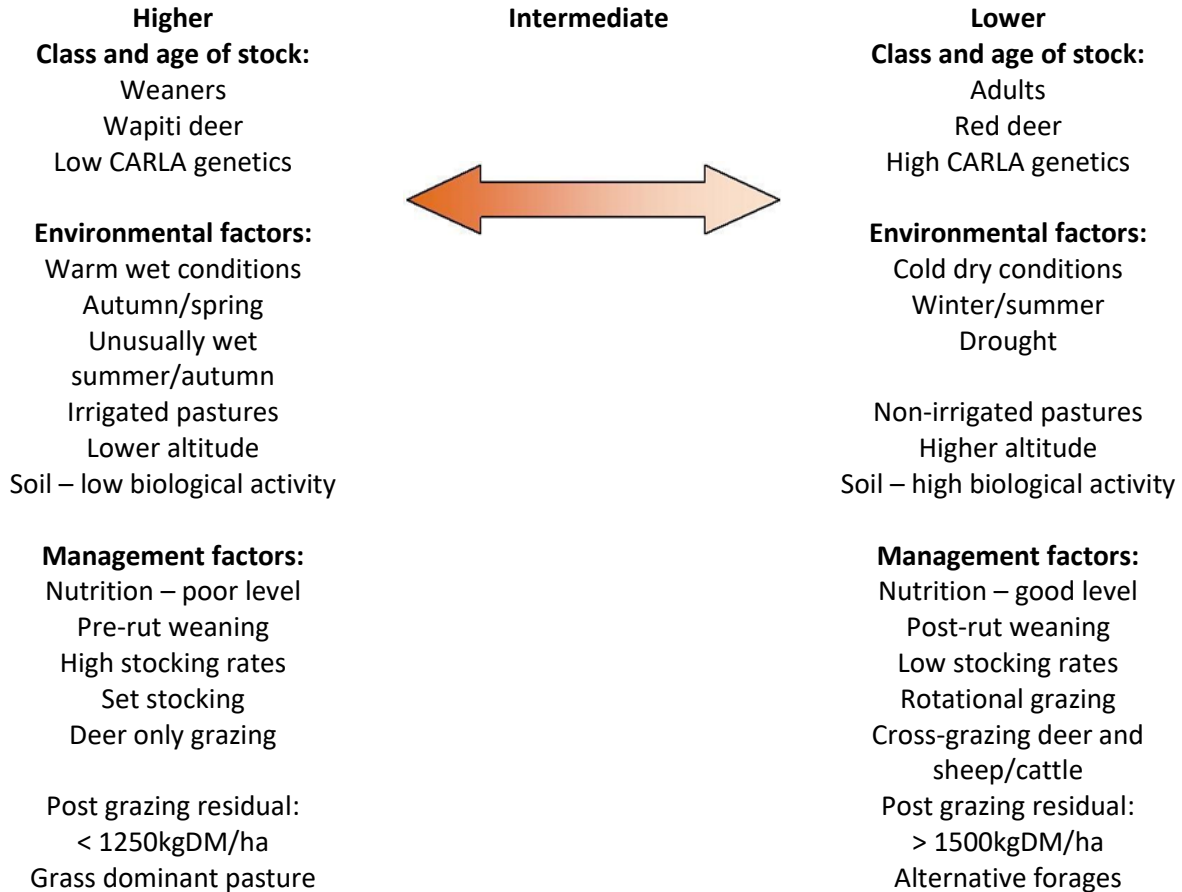 Higher
Class and age of stock:
Weaners
Wapiti deer
Low CARLA genetics
Environmental factors:
Warm wet conditions
Autumn/spring
Unusually wet
summer/autumn
Irrigated pastures
Lower altitude
Soil – low biological activity
Management factors:
Nutrition – poor level
Pre-rut weaning
High stocking rates
Set stocking
Deer only grazing
Post grazing residual:
< 1250kgDM/ha
Grass dominant pasture
Intermediate
Lower
Class and age of stock:
Adults
Red deer
High CARLA genetics
Environmental factors:
Cold dry conditions
Winter/summer
Drought
Non-irrigated pastures
Higher altitude
Soil – high biological activity
Management factors:
Nutrition – good level
Post-rut weaning
Low stocking rates
Rotational grazing
Cross-grazing deer and
sheep/cattle
Post grazing residual:
> 1500kgDM/ha
Alternative forages